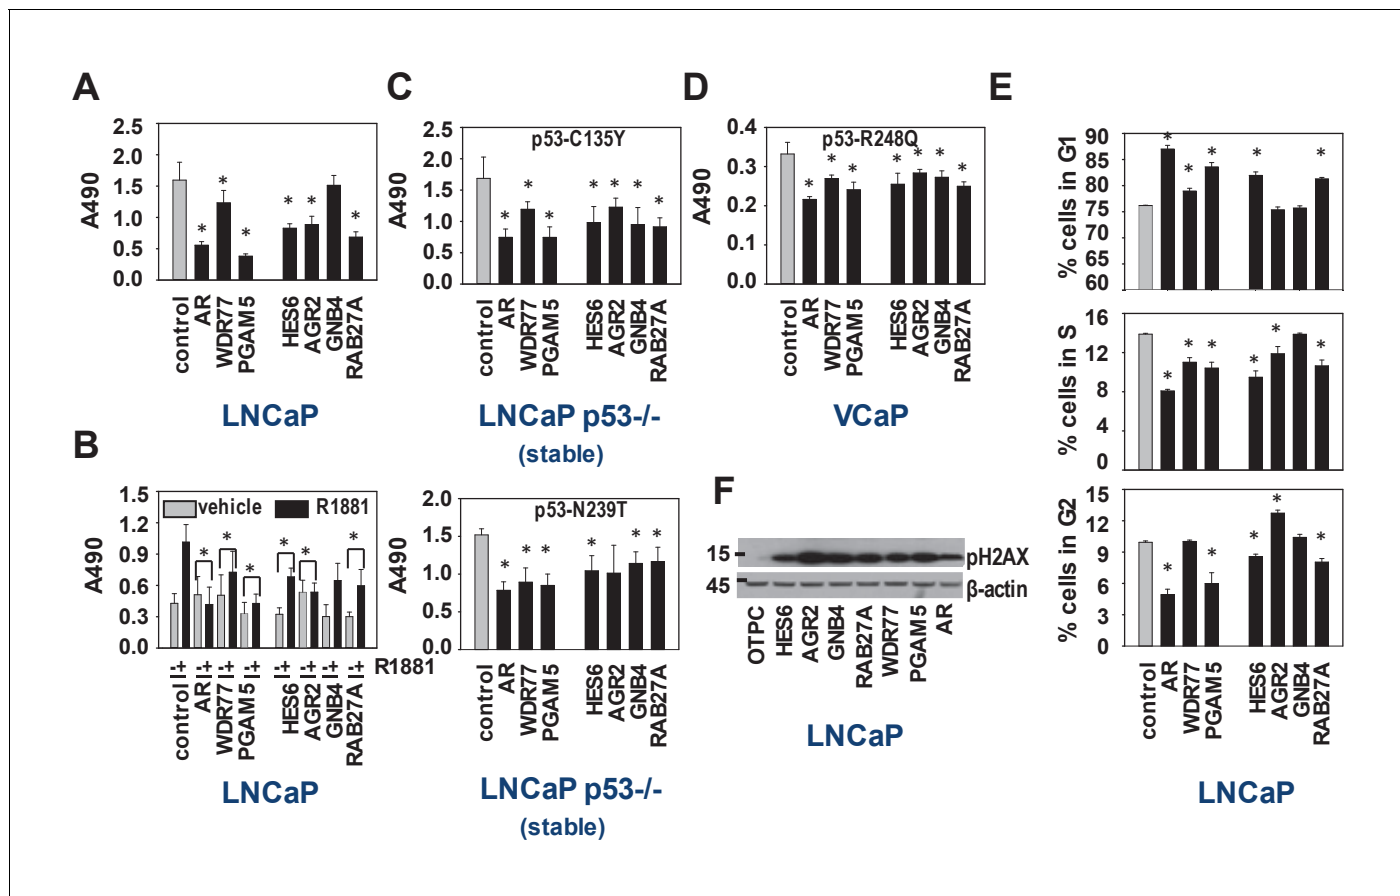 A
A490
2.5
2.0
1.5
1.0
0.5
0.0
*
*
*
*
*
*
control
AR
WDR77
PGAM5
HES6
AGR2
GNB4
RAB27A
LNCaP
B
A490
1.5
1.2
0.9
0.6
0.3
0.0
vehicle
R1881
*
*
*
*
*
*
-+ -+ -+ -+ -+ -+ -+ -+ R1881
control
AR
WDR77
PGAM5
HES6
AGR2
GNB4
RAB27A
LNCaP
C
A490
2.5
2.0
1.5
1.0
0.5
0.0
p53-C135Y
*
*
*
*
*
*
*
control
AR
WDR77
PGAM5
HES6
AGR2
GNB4
RAB27A
LNCaP p53-/-
(stable)
2.0
1.5
1.0
0.5
0.0
p53-N239T
*
*
*
*
*
*
control
AR
WDR77
PGAM5
HES6
AGR2
GNB4
RAB27A
LNCaP p53-/-
(stable)
D
A490
0.4
0.3
0.2
0.1
0.0
p53-R248Q
*
*
*
*
*
*
*
control
AR
WDR77
PGAM5
HES6
AGR2
GNB4
RAB27A
VCaP
E
% cells in G1
90
85
80
75
70
65
60
*
*
*
*
*
% cells in S
16
12
8
4
0
*
*
*
*
*
*
% cells in G2
15
12
9
6
3
0
*
*
*
*
*
control
AR
WDR77
PGAM5
HES6
AGR2
GNB4
RAB27A
LNCaP
F
15
pH2AX
45
β-actin
OTPC
HES6
AGR2
GNB4
RAB27A
WDR77
PGAM5
AR
LNCaP